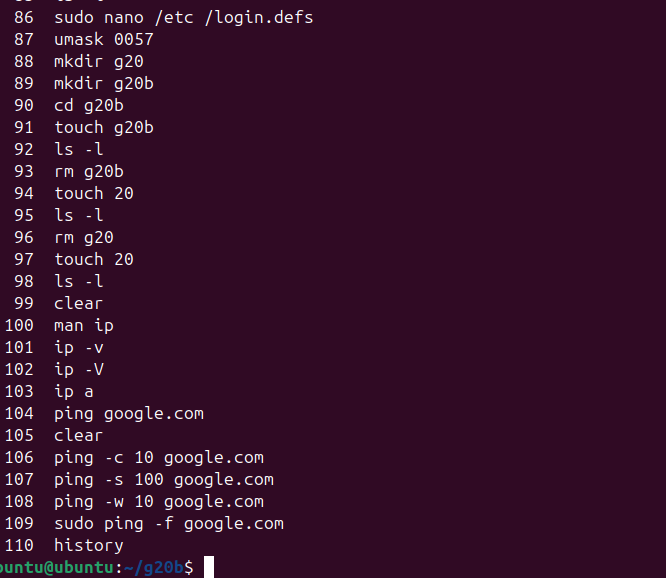 86 sudo nano /etc /login.defs
87 umask 0057
88 mkdir g20
89 mkdir g20b
90 cd g20b
91 touch g20b
92 ls -l
93 rm g20b
94 touch 20
95 ls -l
96 rm g20
97 touch 20
98 ls -l
99 clear
100 man ip
101 ip -v
102 ip -V
103 ip a
104 ping google.com
105 clear
106 ping -c 10 google.com
107 ping -s 100 google.com
108 ping -w 10 google.com
109 sudo ping -f google.com
110 history
untu@ubuntu:~/g20b$